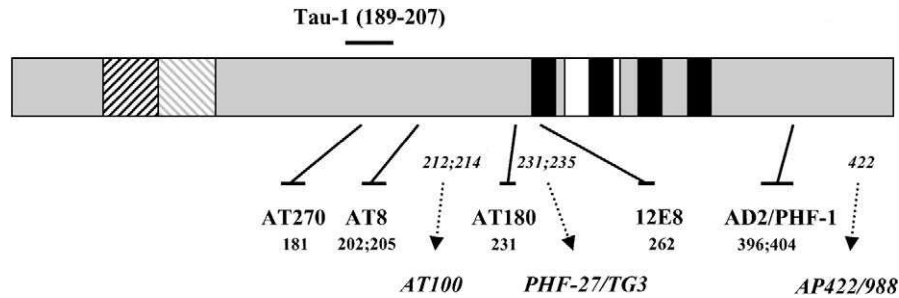 Tau-1 (189-207)
212;214 231;235 422
AT270 AT8 AT180 12E8 AD2/PHF-1
181 202;205 231 262 396;404
AT100 PHF-27/TG3 AP422/988